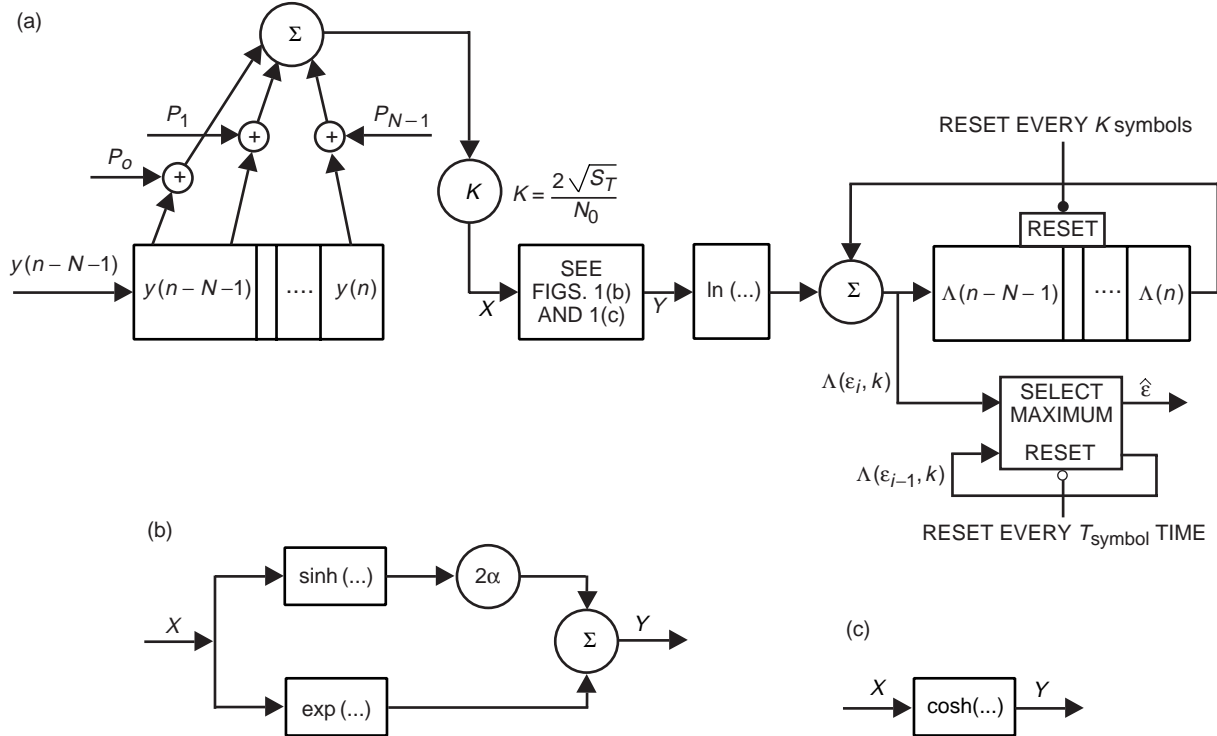 (a)
Σ
P1
+
+
PN−1
Po
+
K
K = 2√ST / N0
RESET EVERY K symbols
RESET
y(n − N−1)
y(n − N−1)
....
y(n)
X
SEE
FIGS. 1(b)
AND 1(c)
Y
ln (...)
Σ
Λ(n − N − 1)
....
Λ(n)
Λ(εi, k)
SELECT
MAXIMUM
RESET
ε̂
Λ(εi−1, k)
RESET EVERY Tsymbol TIME
(b)
X
sinh (...)
2α
Σ
Y
exp (...)
(c)
X
cosh(...)
Y